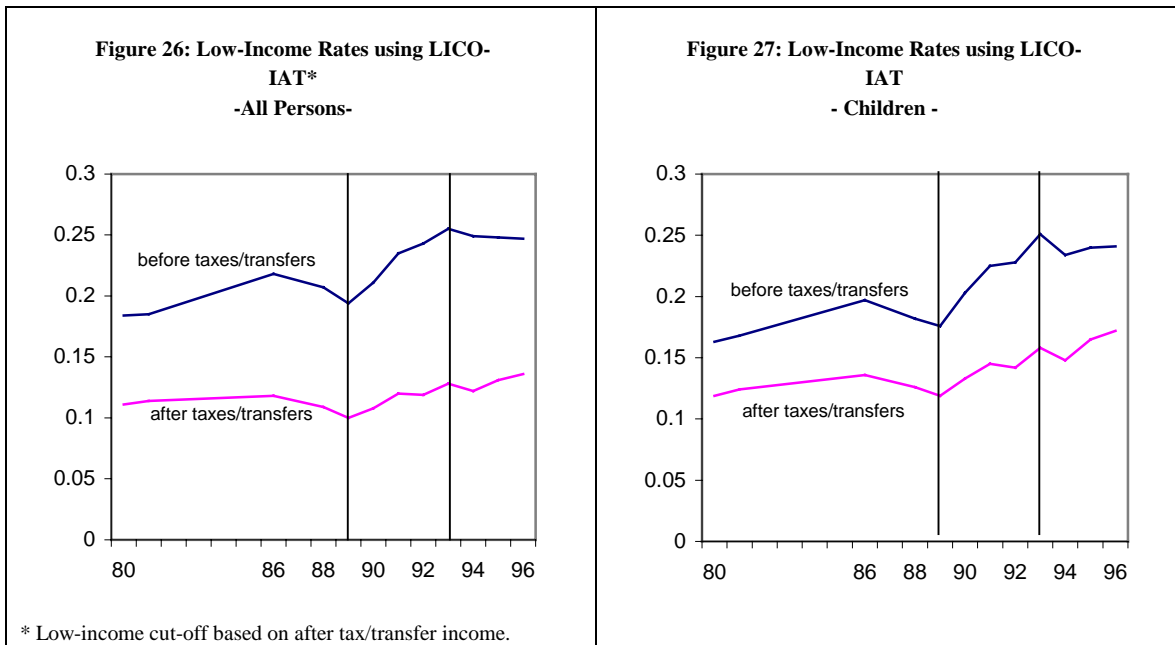 Figure 26: Low-Income Rates using LICO-
IAT*
-All Persons-
0.3
0.25
0.2
0.15
0.1
0.05
0
before taxes/transfers
after taxes/transfers
80 86 88 90 92 94 96
* Low-income cut-off based on after tax/transfer income.
Figure 27: Low-Income Rates using LICO-
IAT
- Children -
0.3
0.25
0.2
0.15
0.1
0.05
0
before taxes/transfers
after taxes/transfers
80 86 88 90 92 94 96